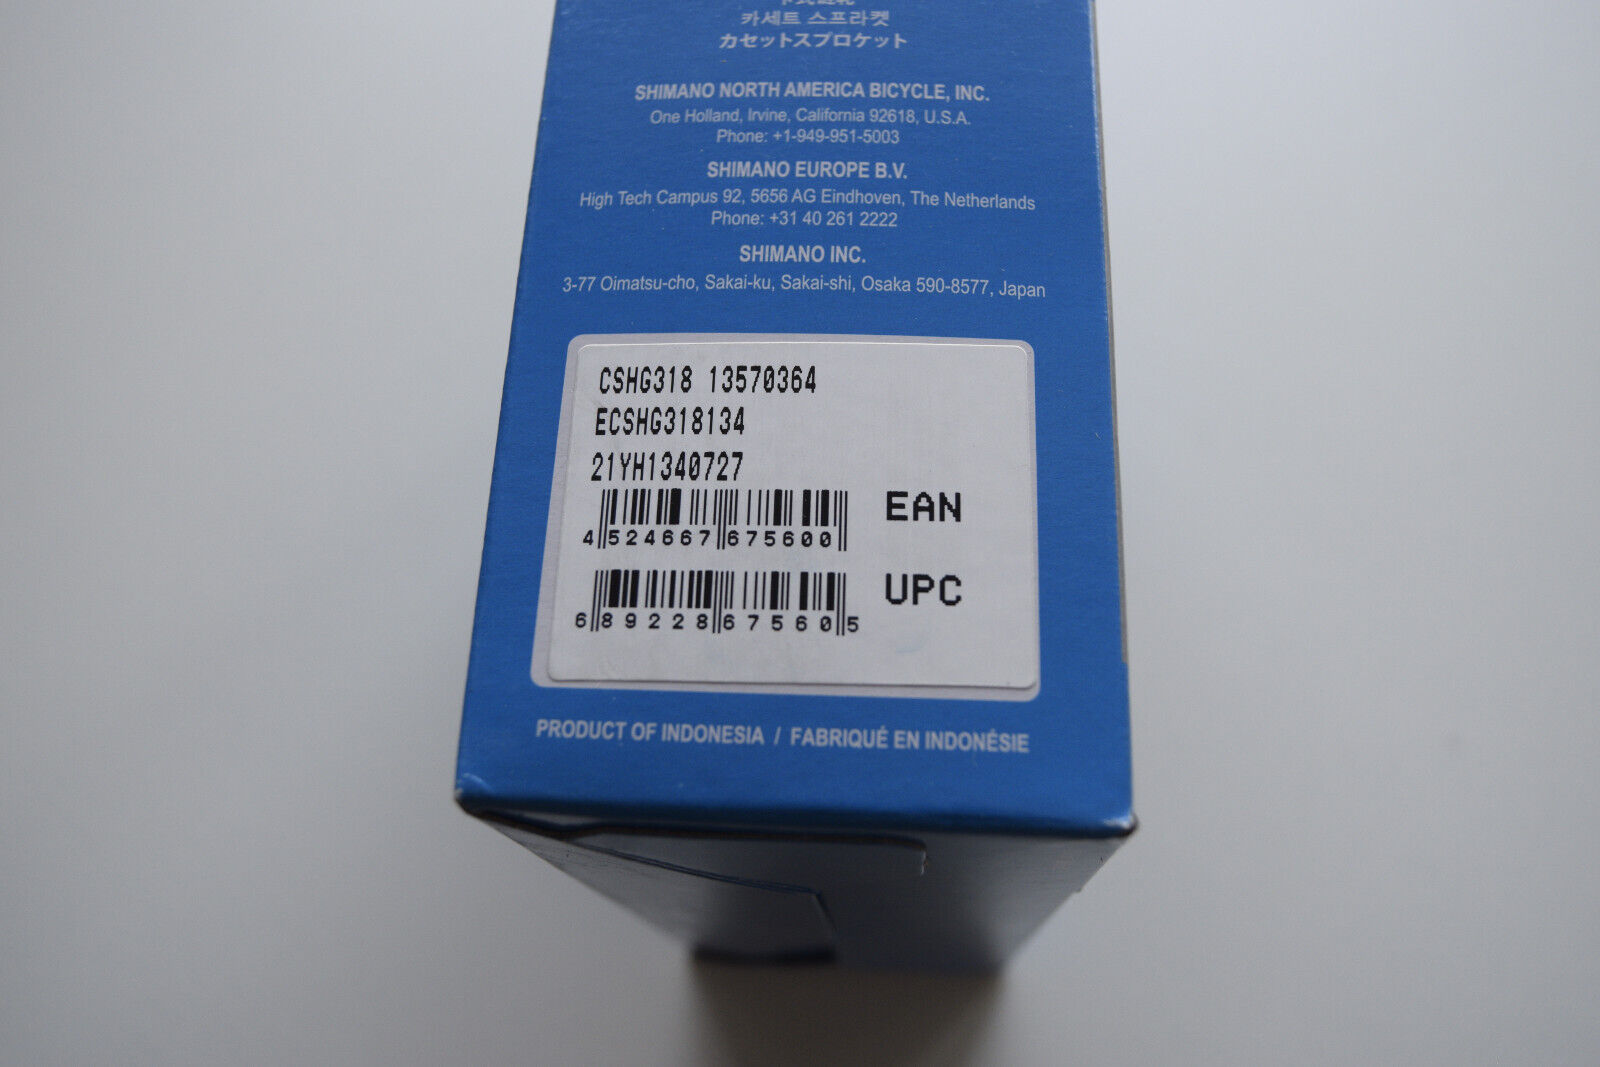 카세트 스프라켓
カセットスプロケット
SHIMANO NORTH AMERICA BICYCLE, INC.
One Holland, Irvine, California 92618, U.S.A.
Phone: +1-949-951-5003
SHIMANO EUROPE B.V.
High Tech Campus 92, 5656 AG Eindhoven, The Netherlands
Phone: +31 40 261 2222
SHIMANO INC.
3-77 Oimatsu-cho, Sakai-ku, Sakai-shi, Osaka 590-8577, Japan
CSHG318 13570364
ECSHG318134
21YH1340727
EAN
4 524667 675600
UPC
6 89228 67560 5
PRODUCT OF INDONESIA / FABRIQUÉ EN INDONÉSIE